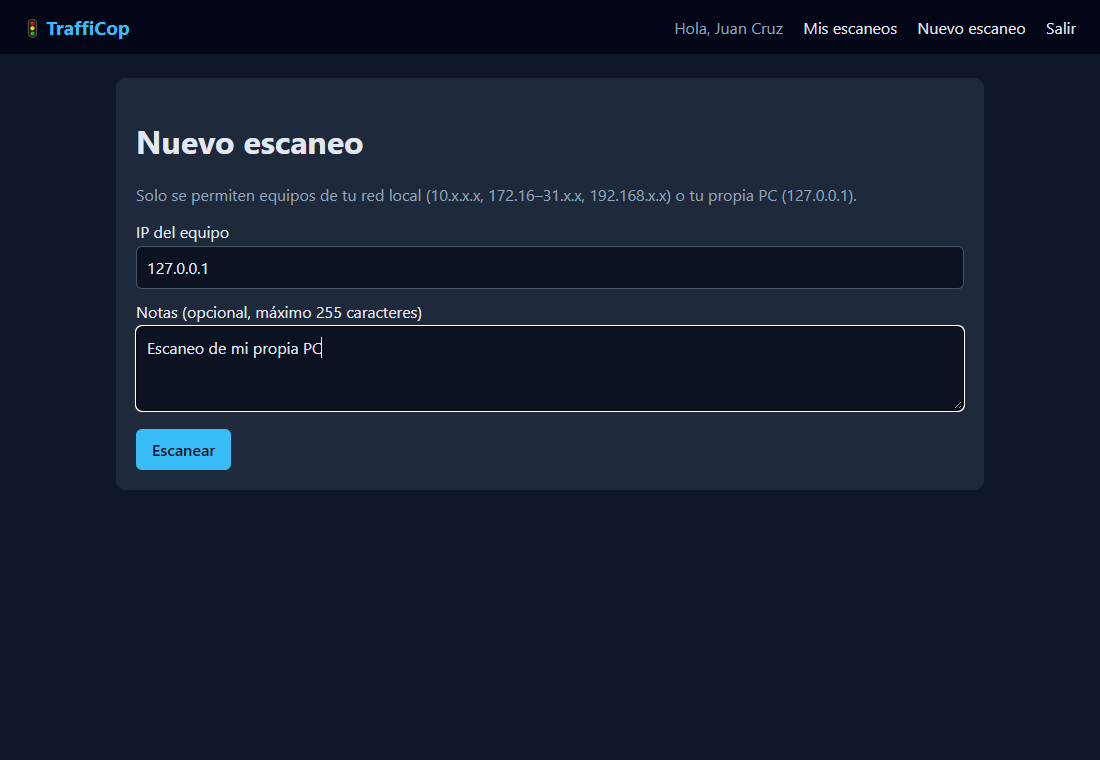 TraffiCop
Hola, Juan Cruz Mis escaneos Nuevo escaneo Salir
Nuevo escaneo
Solo se permiten equipos de tu red local (10.x.x.x, 172.16–31.x.x, 192.168.x.x) o tu propia PC (127.0.0.1).
IP del equipo
127.0.0.1
Notas (opcional, máximo 255 caracteres)
Escaneo de mi propia PC
Escanear